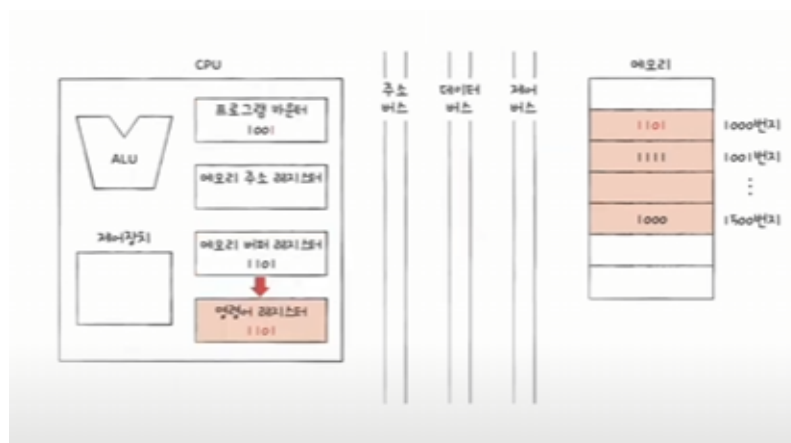 CPU
프로그램 카운터
1001
ALU
메모리 주소 레지스터
제어장치
메모리 버퍼 레지스터
1101
명령어 레지스터
1101
주소
버스
데이터
버스
제어
버스
메모리
1101
1000번지
1111
1001번지
⋮
1000
1500번지